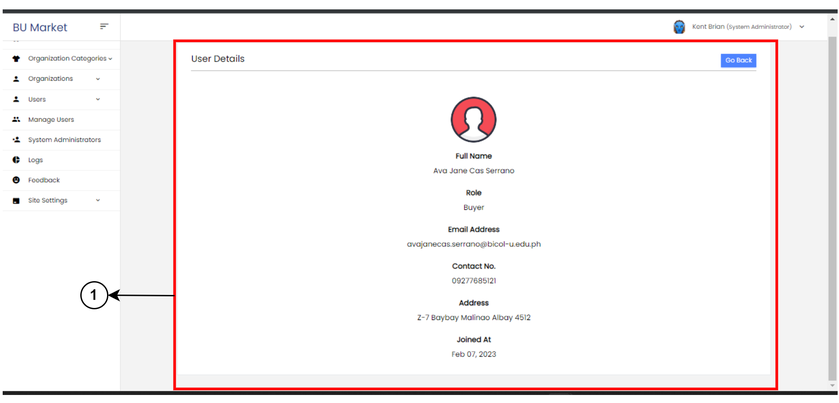 BU Market
Kent Brian (System Administrator)
Organization Categories
Organizations
Users
Manage Users
System Administrators
Logs
Feedback
Site Settings
User Details
Go Back
Full Name
Ava Jane Cas Serrano
Role
Buyer
Email Address
avajanecas.serrano@bicol-u.edu.ph
Contact No.
09277685121
Address
Z-7 Baybay Malinao Albay 4512
Joined At
Feb 07, 2023
1